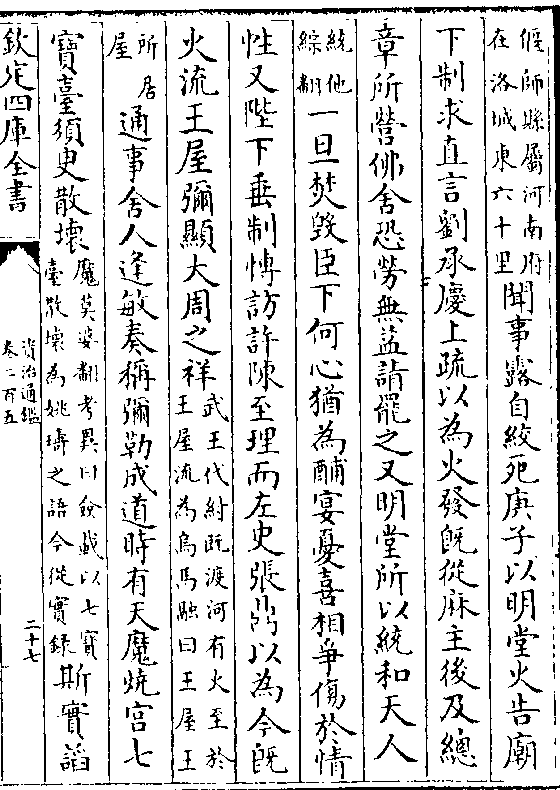 偃師縣屬河南府
在洛城東六十里
聞事露自絞死庚子以明堂火告廟
下制求直言劉承慶上疏以為火發既從麻主後及總
章所營佛舍恐勞無益請罷之又明堂所以統和天人
統他
綜翻
一旦焚毁臣下何心猶為酺宴憂喜相爭傷於情
性又陛下垂制博訪許陳至理而左史張鼎以為今既
火流王屋彌顯大周之祥
武王伐紂既渡河有火至於
王屋流為烏馬融曰王屋王
所居
屋
通事舍人逢敏奏稱彌勒成道時有天魔燒宮七
寶臺須臾散壞
魔莫婆翻考異曰僉載以七寳
臺散壞為姚璹之語今從實錄
斯實謟
欽定四庫全書
資治通鑑
卷二百五
二十七